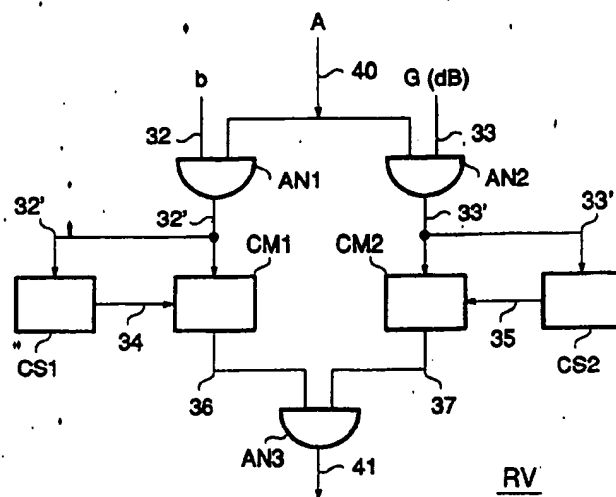 A
40
b
G (dB)
32
33
AN1
AN2
32'
32'
33'
33'
CM1
CM2
34
35
CS1
CS2
36
37
AN3
41
RV